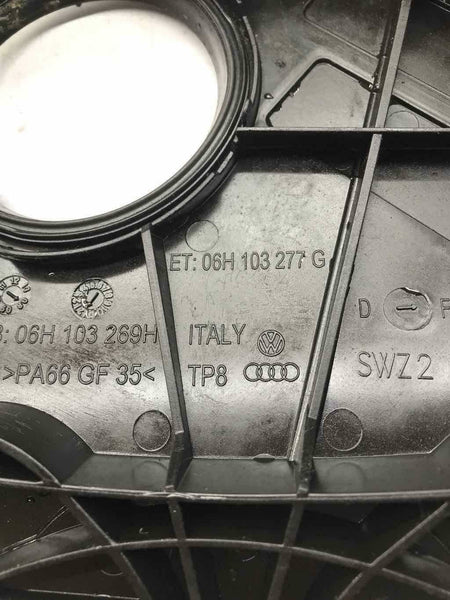 ET: 06H 103 277 G
: 06H 103 269H
ITALY
>PA66 GF 35<
TP8
D
F
SWZ 2